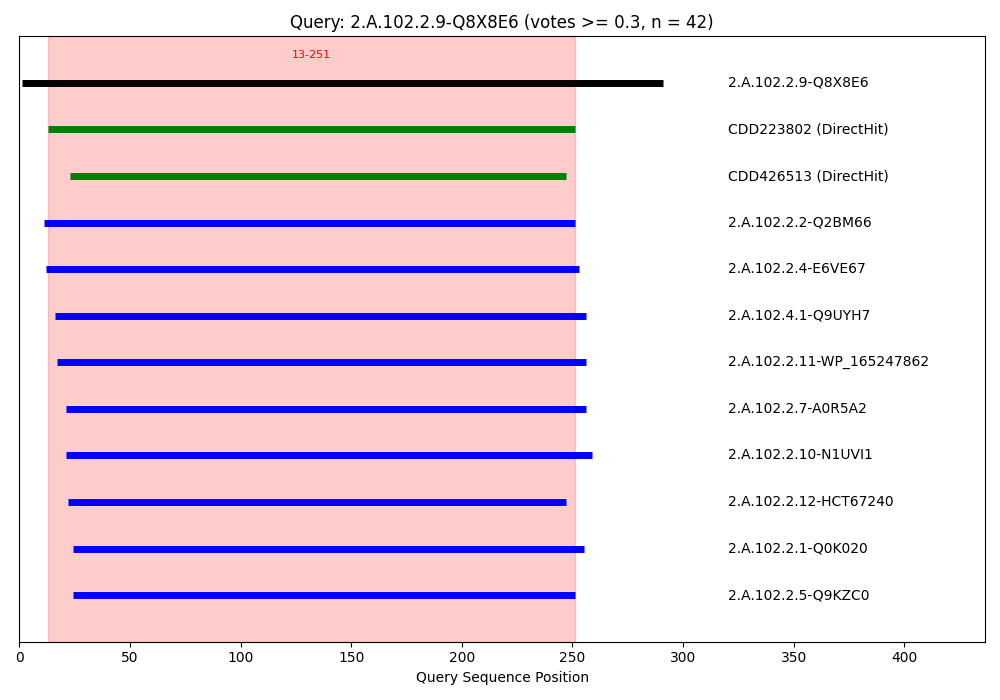 Query: 2.A.102.2.9-Q8X8E6 (votes >= 0.3, n = 42)
13-251
2.A.102.2.9-Q8X8E6
CDD223802 (DirectHit)
CDD426513 (DirectHit)
2.A.102.2.2-Q2BM66
2.A.102.2.4-E6VE67
2.A.102.4.1-Q9UYH7
2.A.102.2.11-WP_165247862
2.A.102.2.7-A0R5A2
2.A.102.2.10-N1UVI1
2.A.102.2.12-HCT67240
2.A.102.2.1-Q0K020
2.A.102.2.5-Q9KZC0
0 50 100 150 200 250 300 350 400
Query Sequence Position